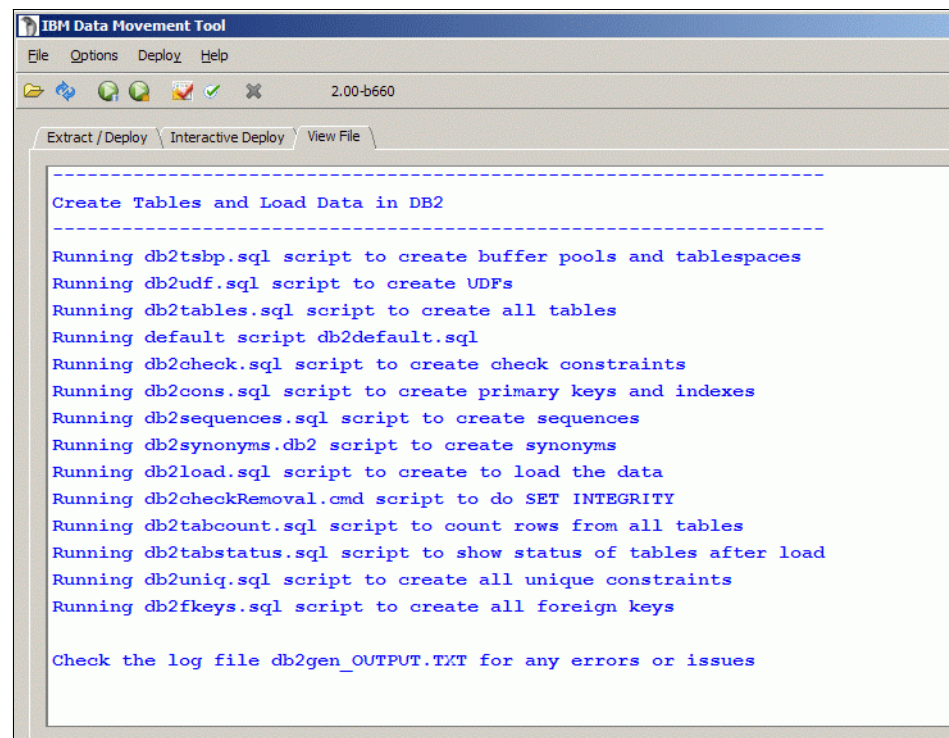 IBM Data Movement Tool
File Options Deploy Help
2.00-b660
Extract / Deploy Interactive Deploy View File
--------------------------------------------------------------------
Create Tables and Load Data in DB2
--------------------------------------------------------------------
Running db2tsbp.sql script to create buffer pools and tablespaces
Running db2udf.sql script to create UDFs
Running db2tables.sql script to create all tables
Running default script db2default.sql
Running db2check.sql script to create check constraints
Running db2cons.sql script to create primary keys and indexes
Running db2sequences.sql script to create sequences
Running db2synonyms.db2 script to create synonyms
Running db2load.sql script to create to load the data
Running db2checkRemoval.cmd script to do SET INTEGRITY
Running db2tabcount.sql script to count rows from all tables
Running db2tabstatus.sql script to show status of tables after load
Running db2uniq.sql script to create all unique constraints
Running db2fkeys.sql script to create all foreign keys
Check the log file db2gen_OUTPUT.TXT for any errors or issues